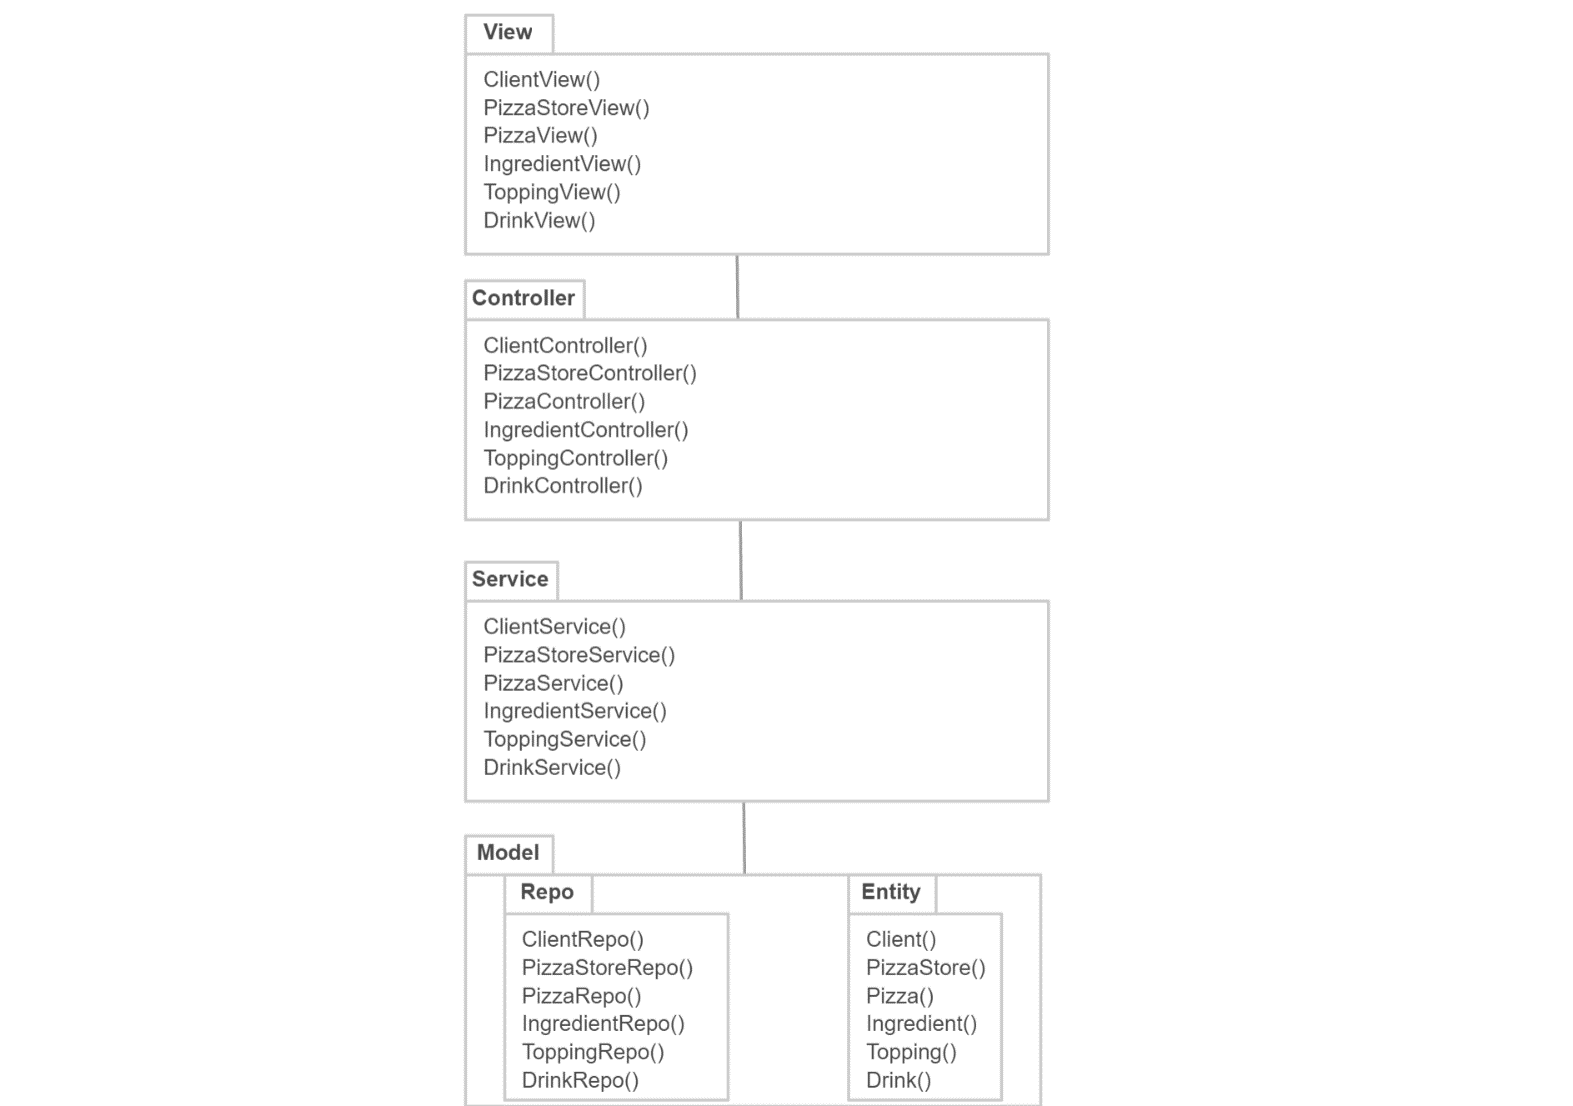 View
ClientView()
PizzaStoreView()
PizzaView()
IngredientView()
ToppingView()
DrinkView()
Controller
ClientController()
PizzaStoreController()
PizzaController()
IngredientController()
ToppingController()
DrinkController()
Service
ClientService()
PizzaStoreService()
PizzaService()
IngredientService()
ToppingService()
DrinkService()
Model
Repo
ClientRepo()
PizzaStoreRepo()
PizzaRepo()
IngredientRepo()
ToppingRepo()
DrinkRepo()
Entity
Client()
PizzaStore()
Pizza()
Ingredient()
Topping()
Drink()